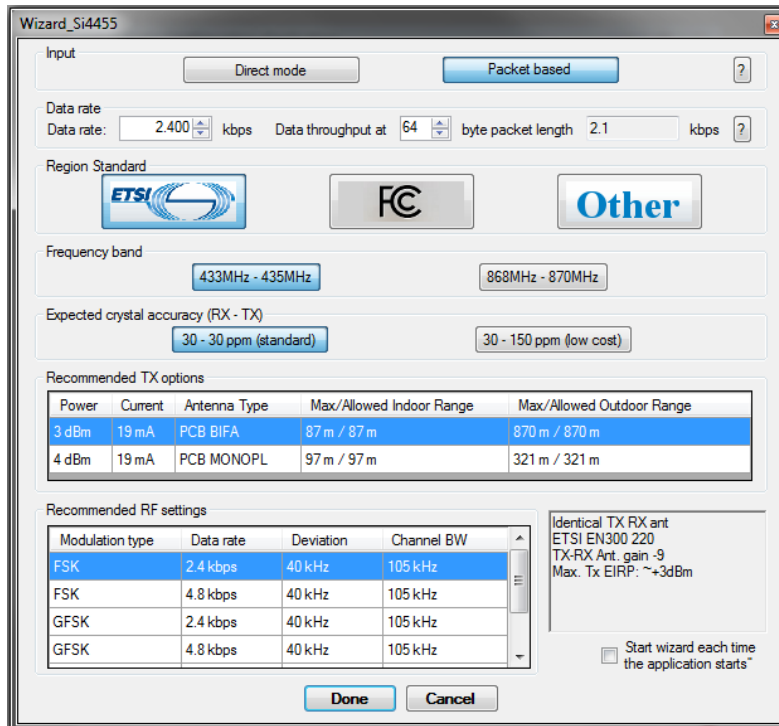 Wizard_Si4455
x
Input
Direct mode
Packet based
?
Data rate
Data rate: 2.400 kbps Data throughput at 64 byte packet length 2.1 kbps ?
Region Standard
ETSI
FC
Other
Frequency band
433MHz - 435MHz
868MHz - 870MHz
Expected crystal accuracy (RX - TX)
30 - 30 ppm (standard)
30 - 150 ppm (low cost)
Recommended TX options
Power Current Antenna Type Max/Allowed Indoor Range Max/Allowed Outdoor Range
3 dBm 19 mA PCB BIFA 87 m / 87 m 870 m / 870 m
4 dBm 19 mA PCB MONOPL 97 m / 97 m 321 m / 321 m
Recommended RF settings
Modulation type Data rate Deviation Channel BW
FSK 2.4 kbps 40 kHz 105 kHz
FSK 4.8 kbps 40 kHz 105 kHz
GFSK 2.4 kbps 40 kHz 105 kHz
GFSK 4.8 kbps 40 kHz 105 kHz
Identical TX RX ant
ETSI EN300 220
TX-RX Ant. gain -9
Max. Tx EIRP: ~+3dBm
Start wizard each time
the application starts"
Done
Cancel